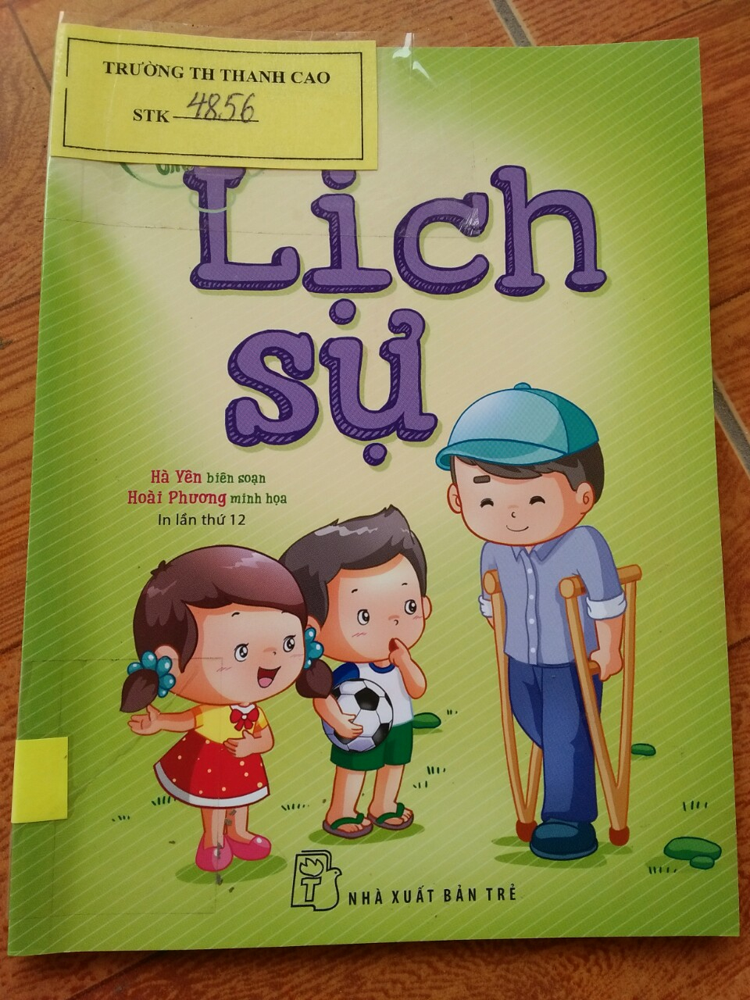 TRƯỜNG TH THANH CAO
STK 4856
Lịch
sự
Hà Yên biên soạn
Hoài Phương minh họa
In lần thứ 12
NHÀ XUẤT BẢN TRẺ